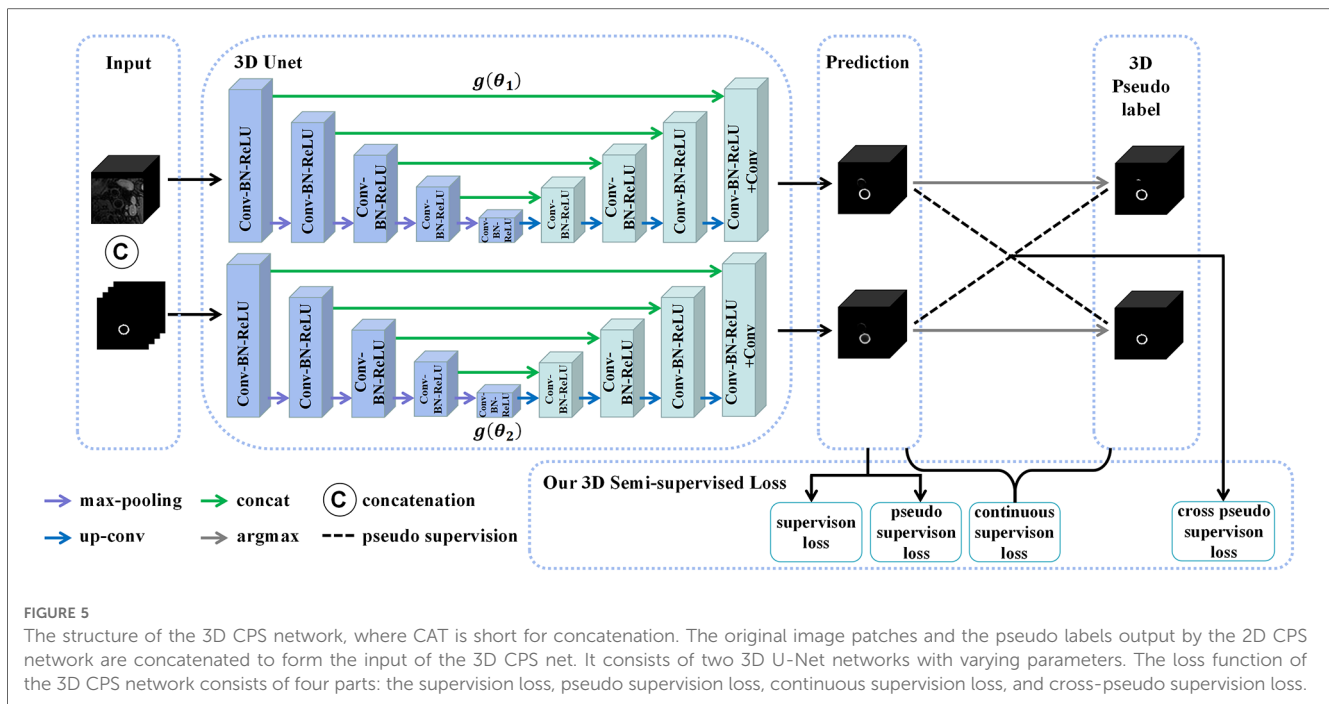 Input
3D Unet
g(θ₁)
Prediction
3D
Pseudo
label
Conv-BN-ReLU
Conv-BN-ReLU
Conv-
BN-ReLU
Conv-
BN-ReLU
Conv-
BN-
ReLU
Conv-
BN-ReLU
Conv-
BN-ReLU
Conv-BN-ReLU
Conv-BN-ReLU
+Conv
C
Conv-BN-ReLU
Conv-BN-ReLU
Conv-
BN-ReLU
Conv-
BN-ReLU
Conv-
BN-
ReLU
Conv-
BN-ReLU
Conv-
BN-ReLU
Conv-BN-ReLU
Conv-BN-ReLU
+Conv
g(θ₂)
max-pooling
concat
C concatenation
up-conv
argmax
pseudo supervision
Our 3D Semi-supervised Loss
supervison
loss
pseudo
supervison
loss
continuous
supervison
loss
cross pseudo
supervison
loss
FIGURE 5
The structure of the 3D CPS network, where CAT is short for concatenation. The original image patches and the pseudo labels output by the 2D CPS
network are concatenated to form the input of the 3D CPS net. It consists of two 3D U-Net networks with varying parameters. The loss function of
the 3D CPS network consists of four parts: the supervision loss, pseudo supervision loss, continuous supervision loss, and cross-pseudo supervision loss.